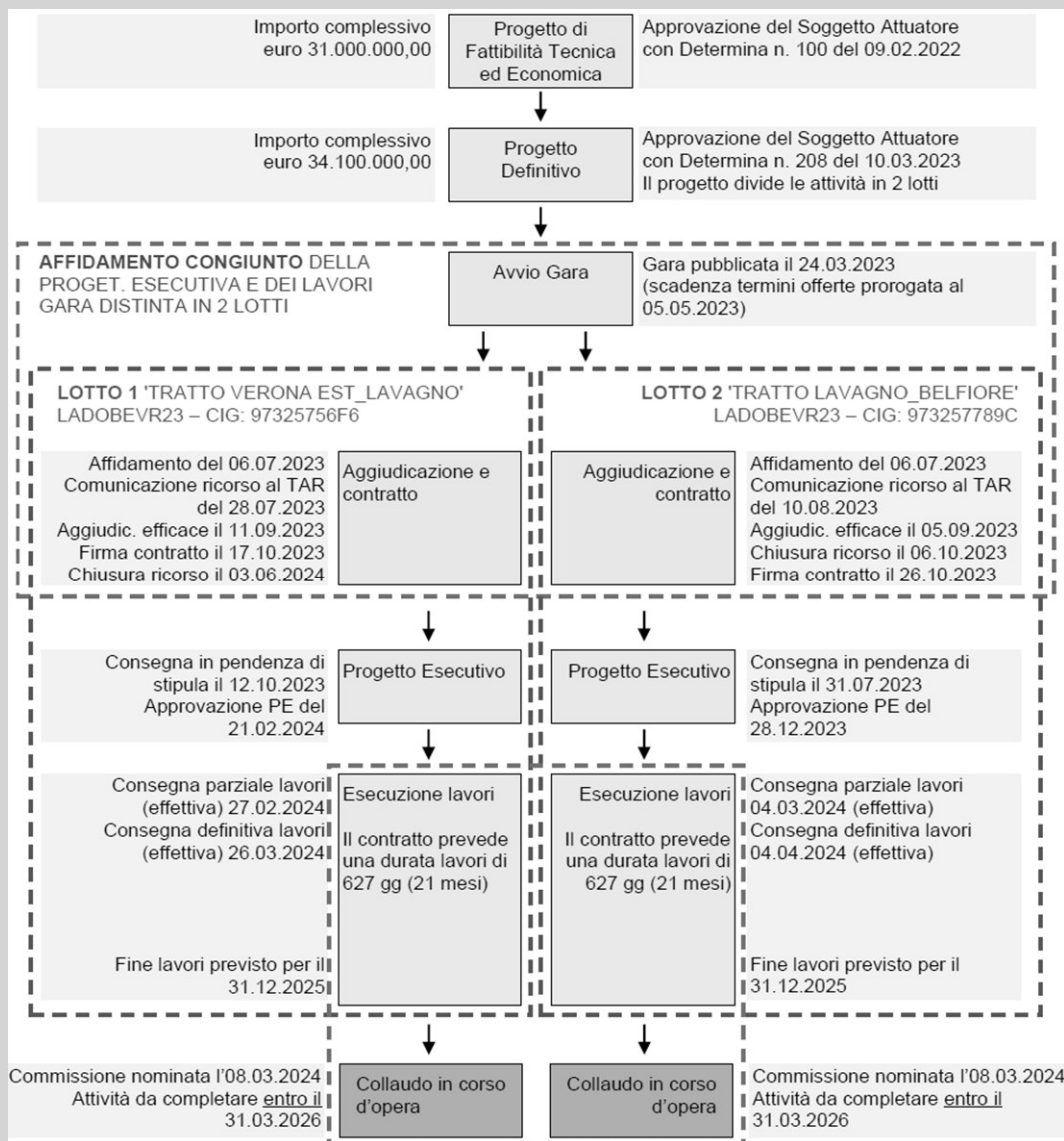 Importo complessivo
euro 31.000.000,00
Progetto di
Fattibilità Tecnica
ed Economica
Approvazione del Soggetto Attuatore
con Determina n. 100 del 09.02.2022
Importo complessivo
euro 34.100.000,00
Progetto
Definitivo
Approvazione del Soggetto Attuatore
con Determina n. 208 del 10.03.2023
Il progetto divide le attività in 2 lotti
AFFIDAMENTO CONGIUNTO DELLA
PROGET. ESECUTIVA E DEI LAVORI
GARA DISTINTA IN 2 LOTTI
Avvio Gara
Gara pubblicata il 24.03.2023
(scadenza termini offerte prorogata al
05.05.2023)
LOTTO 1 'TRATTO VERONA EST_LAVAGNO'
LADOBEVR23 – CIG: 97325756F6
LOTTO 2 'TRATTO LAVAGNO_BELFIORE'
LADOBEVR23 – CIG: 973257789C
Affidamento del 06.07.2023
Comunicazione ricorso al TAR
del 28.07.2023
Aggiudic. efficace il 11.09.2023
Firma contratto il 17.10.2023
Chiusura ricorso il 03.06.2024
Aggiudicazione e
contratto
Aggiudicazione e
contratto
Affidamento del 06.07.2023
Comunicazione ricorso al TAR
del 10.08.2023
Aggiudic. efficace il 05.09.2023
Chiusura ricorso il 06.10.2023
Firma contratto il 26.10.2023
Consegna in pendenza di
stipula il 12.10.2023
Approvazione PE del
21.02.2024
Progetto Esecutivo
Progetto Esecutivo
Consegna in pendenza di
stipula il 31.07.2023
Approvazione PE del
28.12.2023
Consegna parziale lavori
(effettiva) 27.02.2024
Consegna definitiva lavori
(effettiva) 26.03.2024
Fine lavori previsto per il
31.12.2025
Esecuzione lavori
Il contratto prevede
una durata lavori di
627 gg (21 mesi)
Esecuzione lavori
Il contratto prevede
una durata lavori di
627 gg (21 mesi)
Consegna parziale lavori
04.03.2024 (effettiva)
Consegna definitiva lavori
04.04.2024 (effettiva)
Fine lavori previsto per il
31.12.2025
Commissione nominata l'08.03.2024
Attività da completare entro il
31.03.2026
Collaudo in corso
d'opera
Collaudo in corso
d'opera
Commissione nominata l'08.03.2024
Attività da completare entro il
31.03.2026